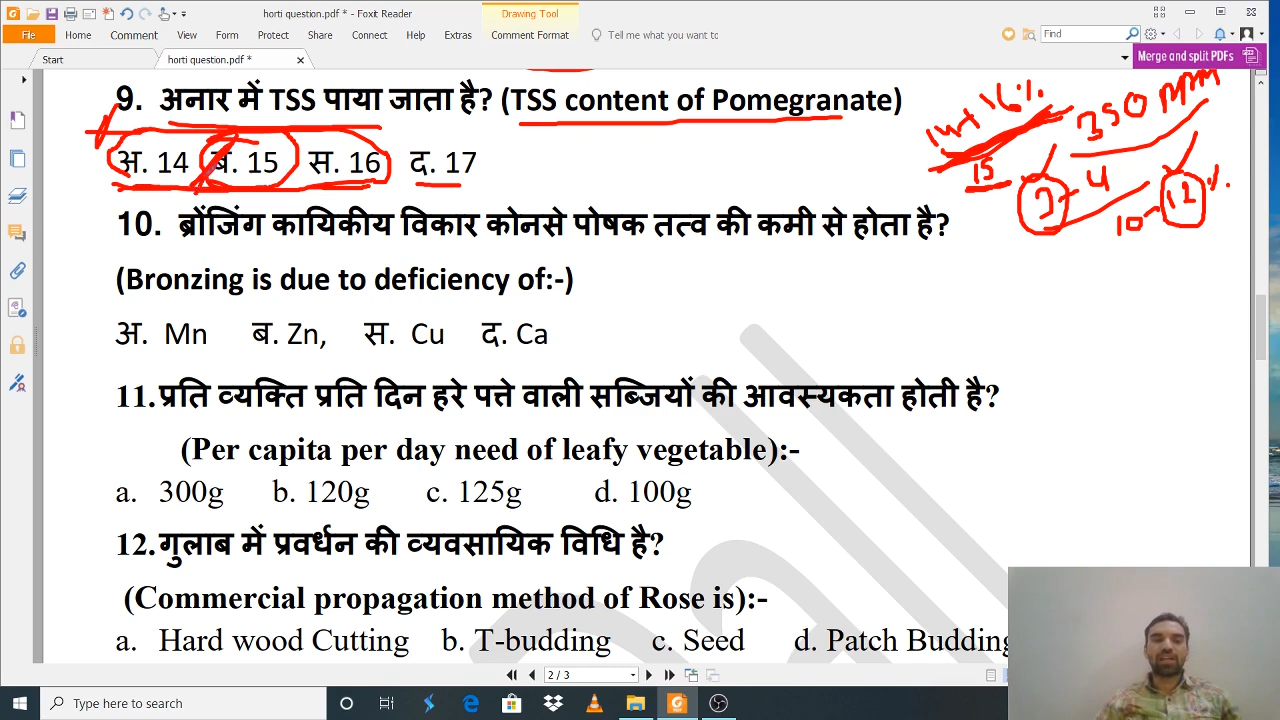 horti question.pdf * - Foxit Reader
Drawing Tool
File Home Comment View Form Protect Share Connect Help Extras Comment Format Tell me what you want to Find
Start horti question.pdf * Merge and split PDFs
9. अनार में TSS पाया जाता है? (TSS content of Pomegranate)
अ. 14 ब. 15 स. 16 द. 17
16%
350 PPM
15
3 - 4
10 - 12 %
10. ब्रोंजिंग कायिकीय विकार कोनसे पोषक तत्व की कमी से होता है?
(Bronzing is due to deficiency of:-)
अ. Mn ब. Zn, स. Cu द. Ca
11. प्रति व्यक्ति प्रति दिन हरे पत्ते वाली सब्जियों की आवस्यकता होती है?
(Per capita per day need of leafy vegetable):-
a. 300g b. 120g c. 125g d. 100g
12. गुलाब में प्रवर्धन की व्यवसायिक विधि है?
(Commercial propagation method of Rose is):-
a. Hard wood Cutting b. T-budding c. Seed d. Patch Budding
2 / 3
Type here to search